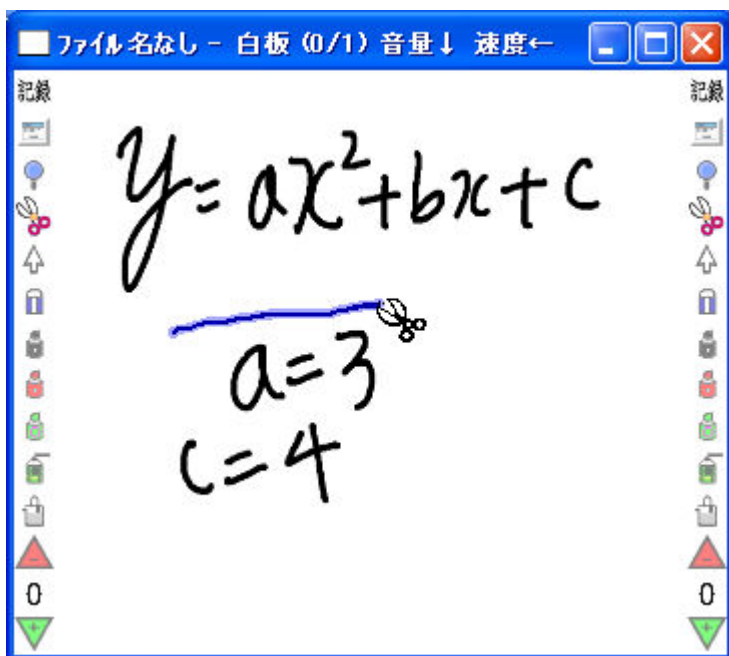 ファイル名なし - 白板 (0/1) 音量↓ 速度←
記録 記録
y=ax²+bx+c
a=3
c=4
- -
0 0
+ +